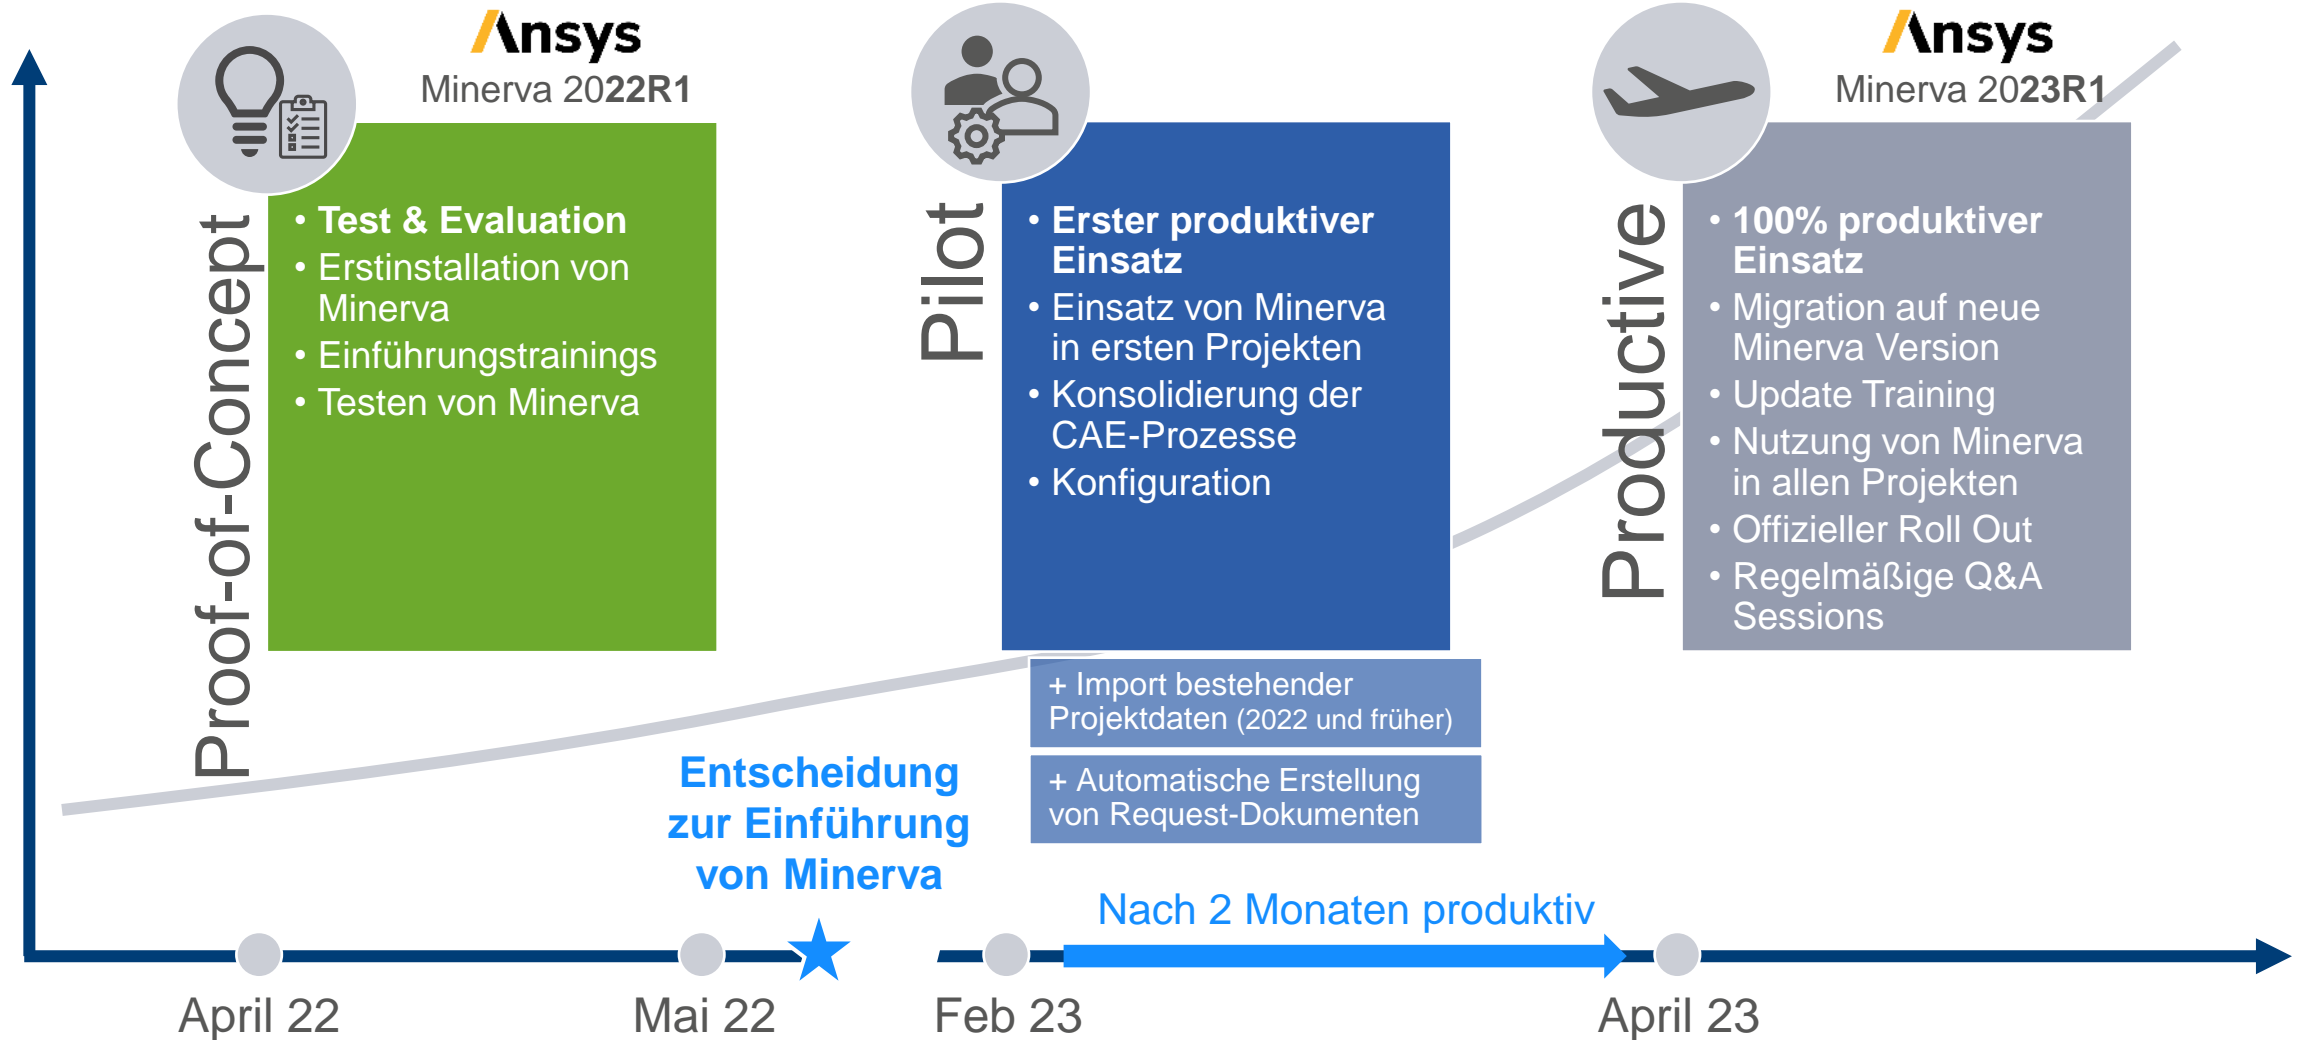 Ansys
Minerva 2022R1
Proof-of-Concept
• Test & Evaluation
• Erstinstallation von
Minerva
• Einführungstrainings
• Testen von Minerva
Pilot
• Erster produktiver
Einsatz
• Einsatz von Minerva
in ersten Projekten
• Konsolidierung der
CAE-Prozesse
• Konfiguration
+ Import bestehender
Projektdaten (2022 und früher)
+ Automatische Erstellung
von Request-Dokumenten
Ansys
Minerva 2023R1
Productive
• 100% produktiver
Einsatz
• Migration auf neue
Minerva Version
• Update Training
• Nutzung von Minerva
in allen Projekten
• Offizieller Roll Out
• Regelmäßige Q&A
Sessions
Entscheidung
zur Einführung
von Minerva
Nach 2 Monaten produktiv
April 22
Mai 22
Feb 23
April 23